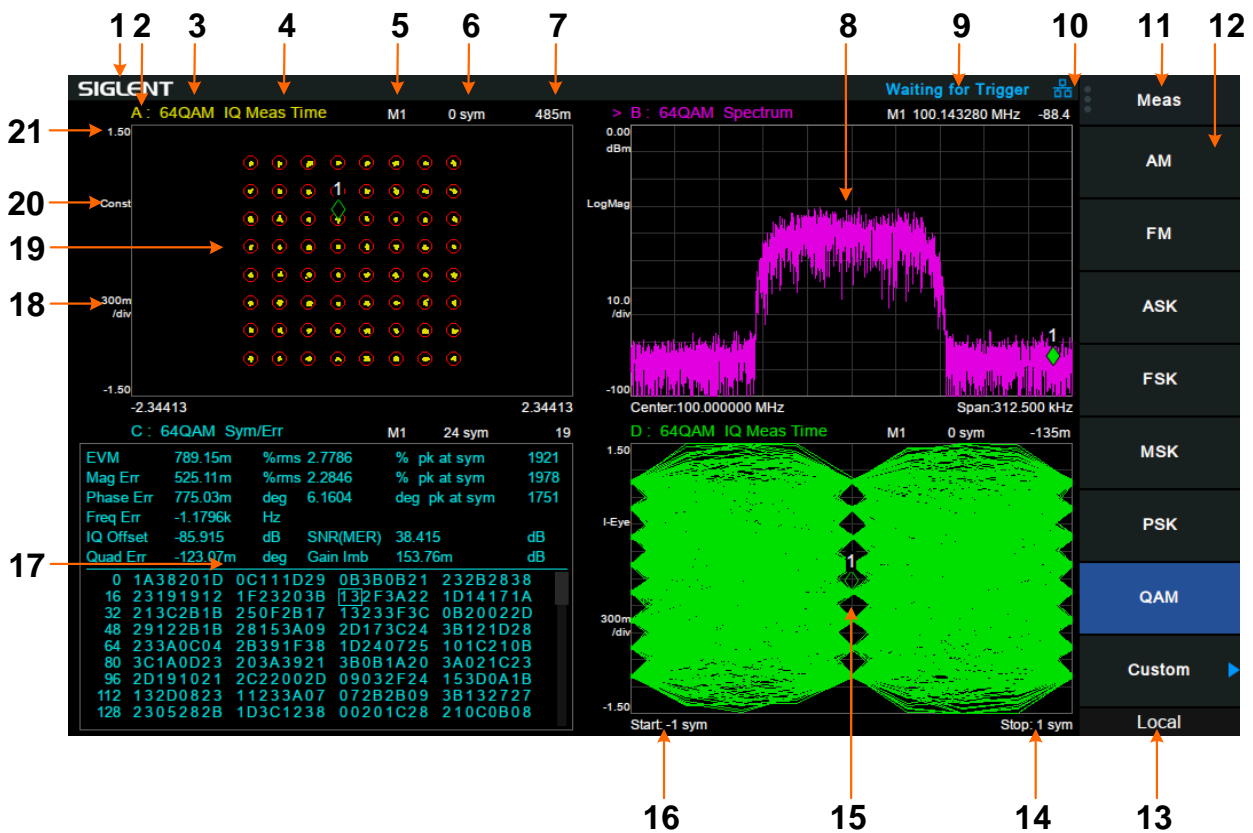 1 2 3 4 5 6 7 8 9 10 11 12
SIGLENT
Waiting for Trigger
Meas
A : 64QAM IQ Meas Time M1 0 sym 485m
> B : 64QAM Spectrum M1 100.143280 MHz -88.4
21
1.50
1
20
Const
19
18
300m
/div
-1.50
-2.34413 2.34413
0.00
dBm
LogMag
10.0
/div
1
-100
Center:100.000000 MHz Span:312.500 kHz
C : 64QAM Sym/Err M1 24 sym 19
EVM 789.15m %rms 2.7786 % pk at sym 1921
Mag Err 525.11m %rms 2.2846 % pk at sym 1978
Phase Err 775.03m deg 6.1604 deg pk at sym 1751
Freq Err -1.1796k Hz
IQ Offset -85.915 dB SNR(MER) 38.415 dB
Quad Err -123.07m deg Gain Imb 153.76m dB
17
0 1A38201D 0C111D29 0B3B0B21 232B2838
16 23191912 1F23203B 132F3A22 1D14171A
32 213C2B1B 250F2B17 13233F3C 0B20022D
48 29122B1B 28153A09 2D173C24 3B121D28
64 233A0C04 2B391F38 1D240725 101C210B
80 3C1A0D23 203A3921 3B0B1A20 3A021C23
96 2D191021 2C22002D 09032F24 153D0A1B
112 132D0823 11233A07 072B2B09 3B132727
128 2305282B 1D3C1238 00201C28 210C0B08
D : 64QAM IQ Meas Time M1 0 sym -135m
1.50
I-Eye
1
300m
/div
-1.50
Start: -1 sym Stop: 1 sym
AM
FM
ASK
FSK
MSK
PSK
QAM
Custom
Local
16 15 14 13